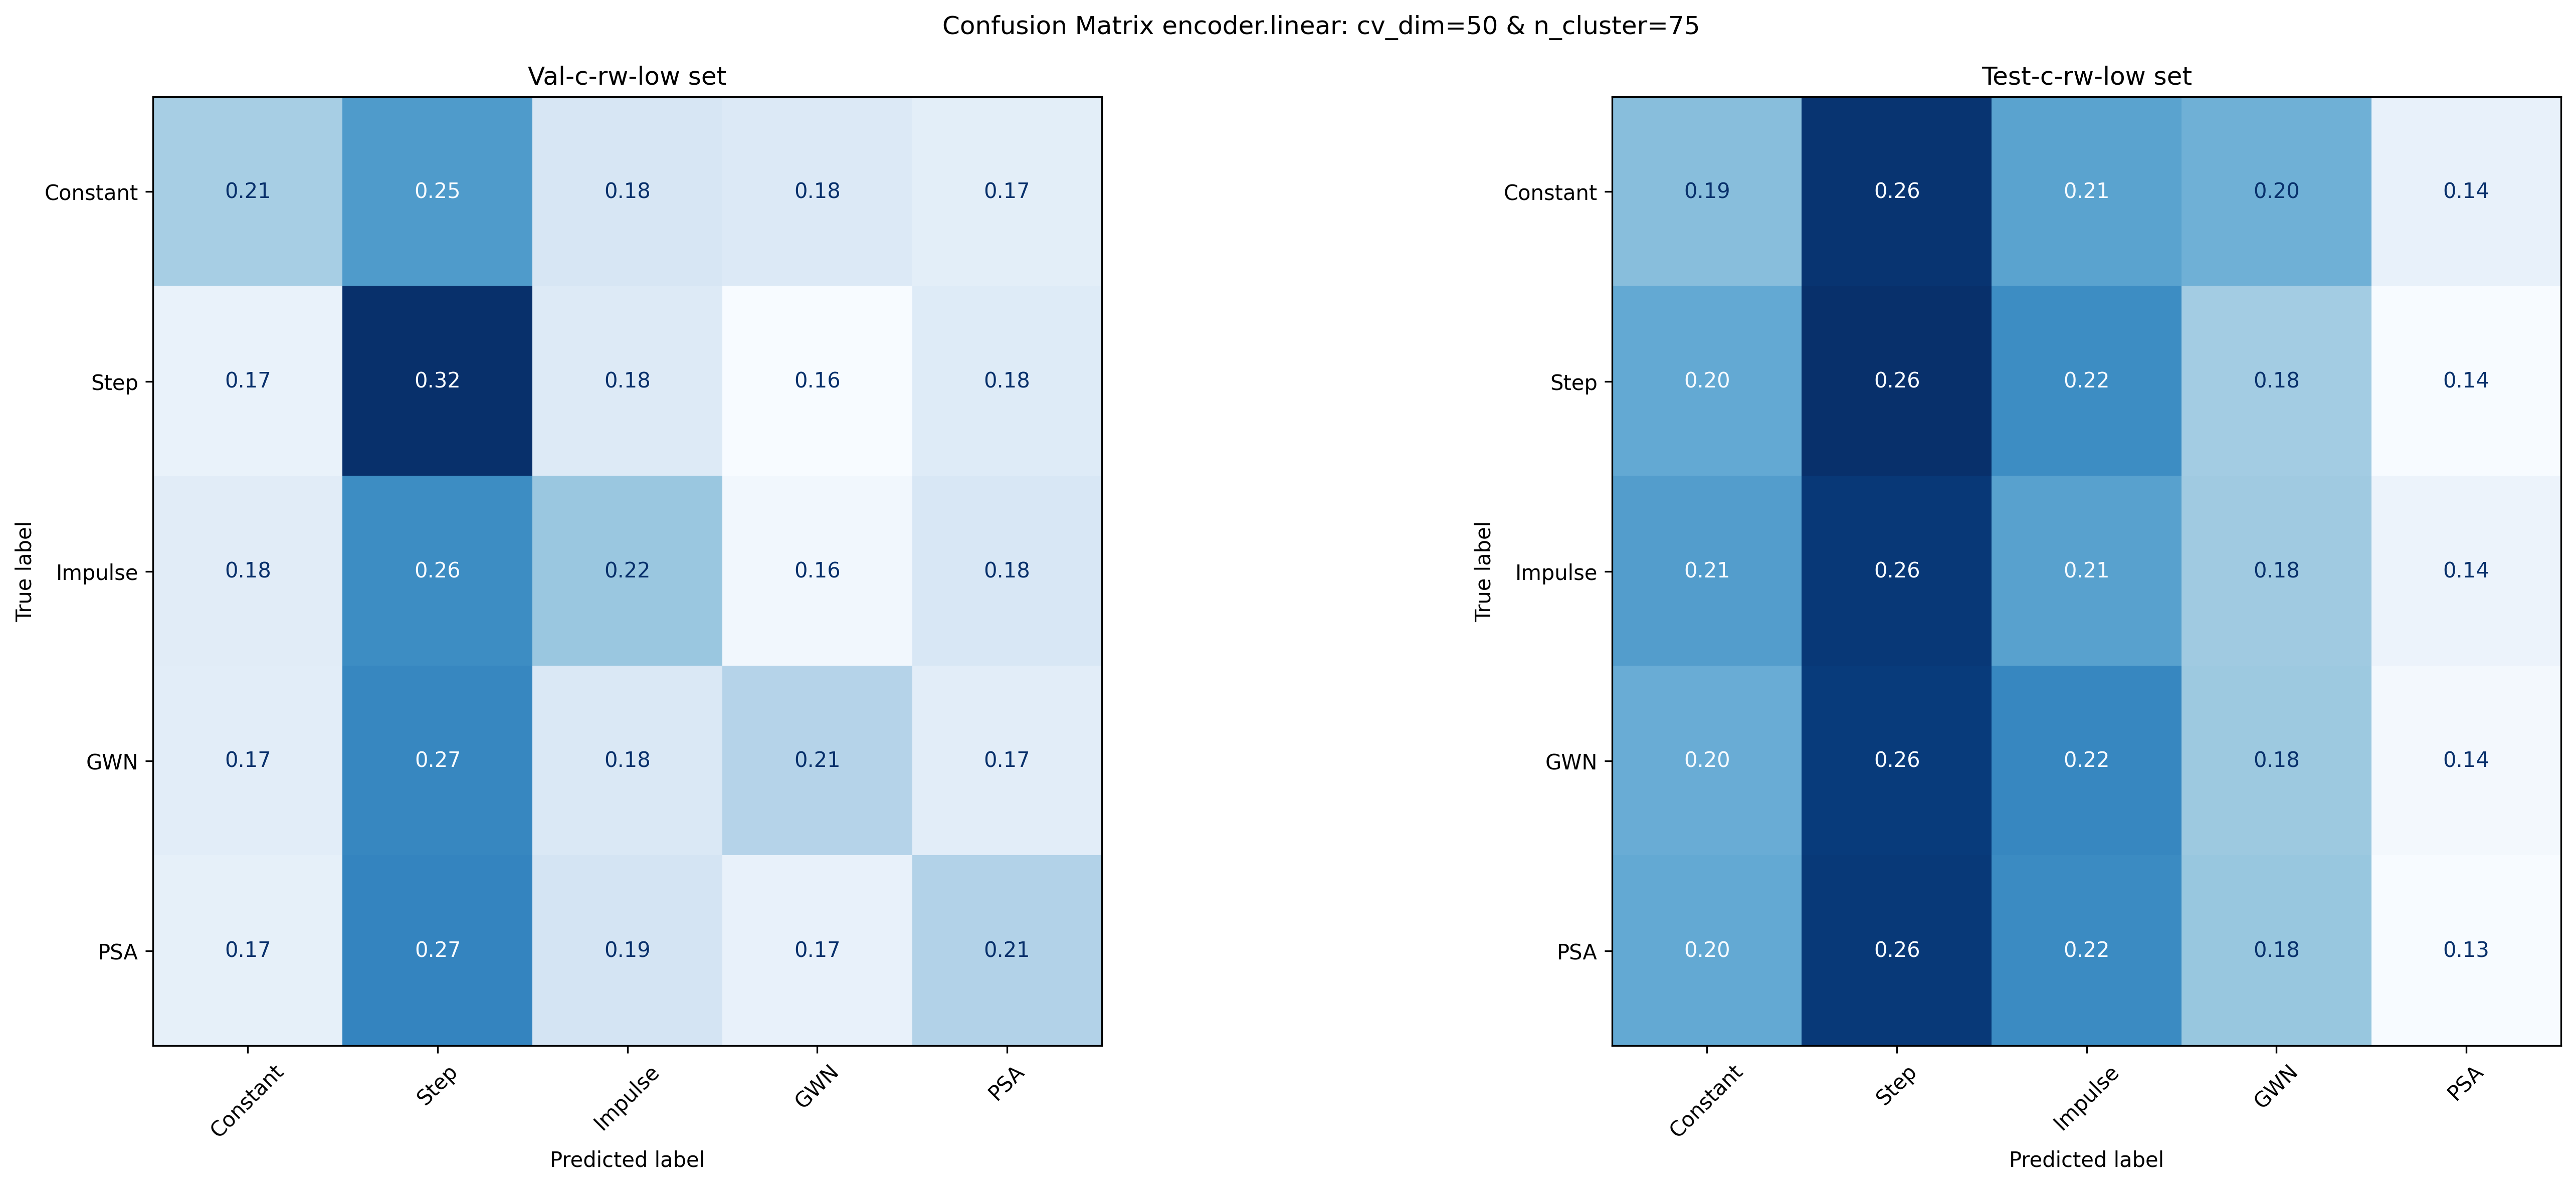 Confusion Matrix encoder.linear: cv_dim=50 & n_cluster=75
Val-c-rw-low set
True label
Constant 0.21 0.25 0.18 0.18 0.17
Step 0.17 0.32 0.18 0.16 0.18
Impulse 0.18 0.26 0.22 0.16 0.18
GWN 0.17 0.27 0.18 0.21 0.17
PSA 0.17 0.27 0.19 0.17 0.21
Constant Step Impulse GWN PSA
Predicted label
Test-c-rw-low set
True label
Constant 0.19 0.26 0.21 0.20 0.14
Step 0.20 0.26 0.22 0.18 0.14
Impulse 0.21 0.26 0.21 0.18 0.14
GWN 0.20 0.26 0.22 0.18 0.14
PSA 0.20 0.26 0.22 0.18 0.13
Constant Step Impulse GWN PSA
Predicted label